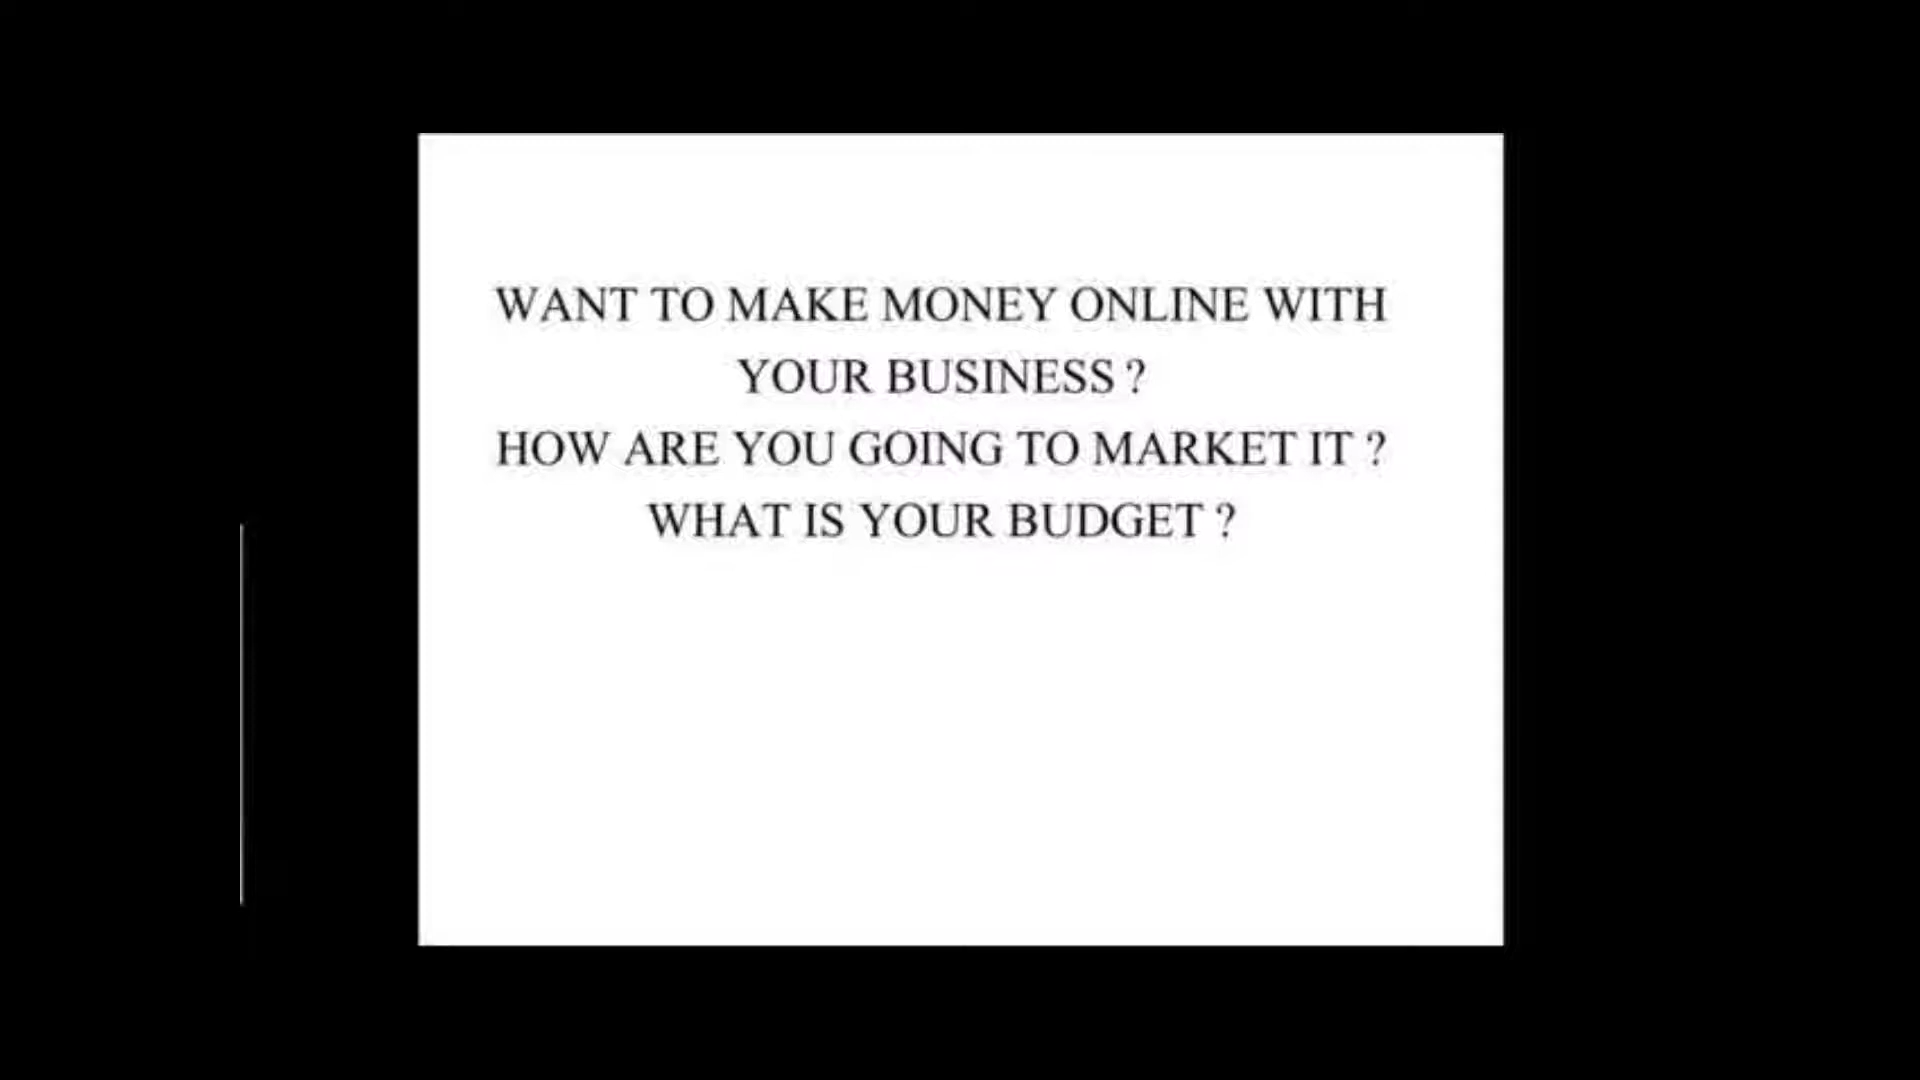 WANT TO MAKE MONEY ONLINE WITH
YOUR BUSINESS ?
HOW ARE YOU GOING TO MARKET IT ?
WHAT IS YOUR BUDGET ?